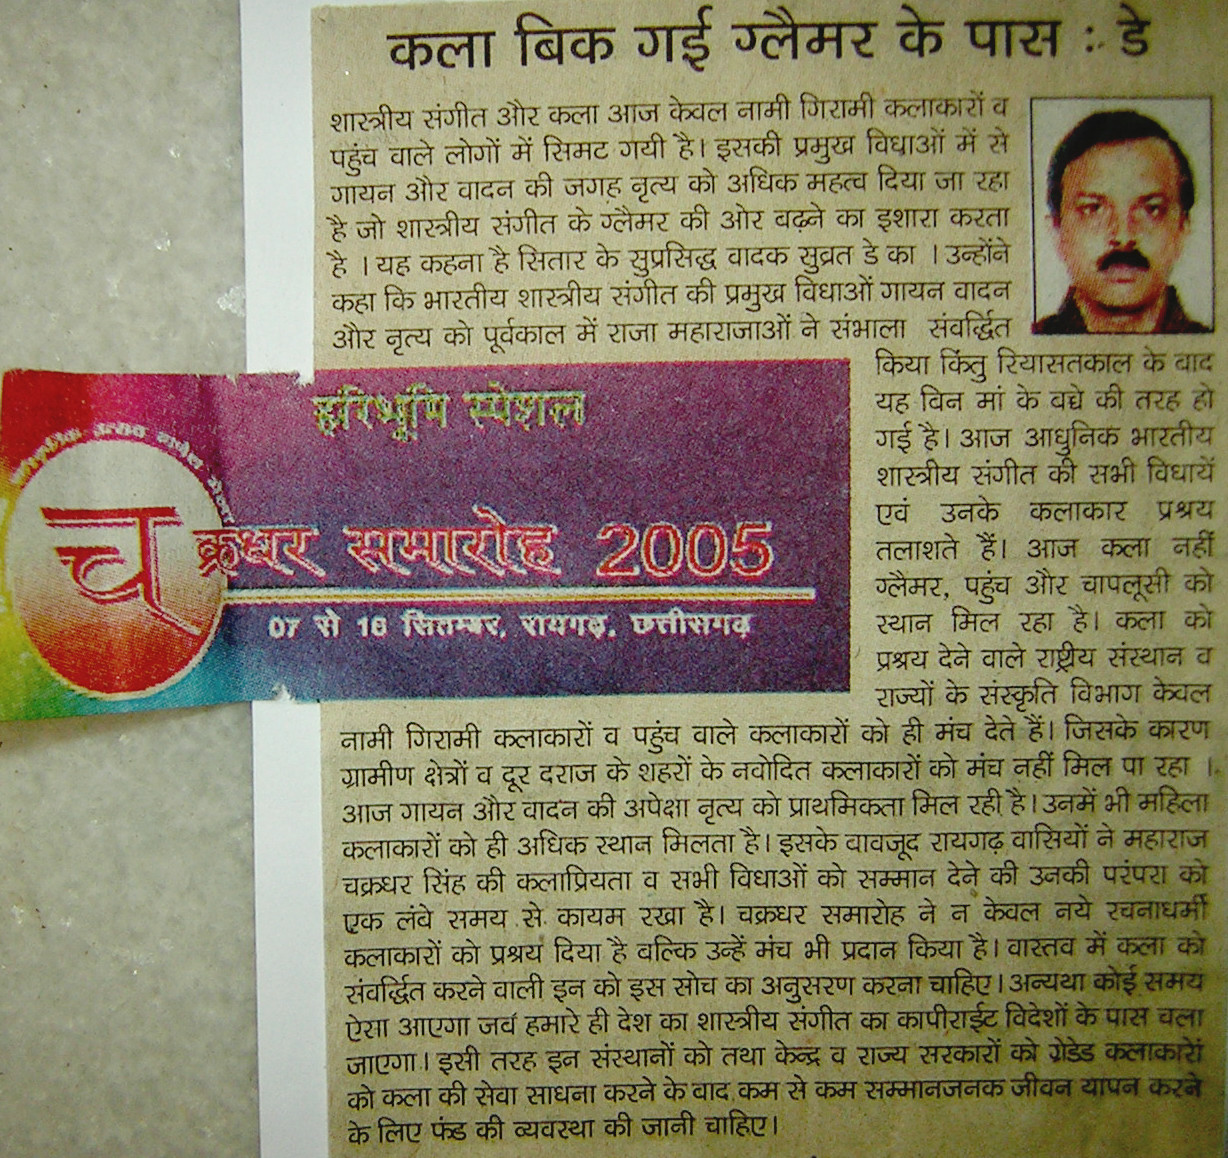 कला बिक गई ग्लैमर के पास : डे
शास्त्रीय संगीत और कला आज केवल नामी गिरामी कलाकारों व
पहुंच वाले लोगों में सिमट गयी है। इसकी प्रमुख विधाओं में से
गायन और वादन की जगह नृत्य को अधिक महत्व दिया जा रहा
है जो शास्त्रीय संगीत के ग्लैमर की ओर बढ़ने का इशारा करता
है । यह कहना है सितार के सुप्रसिद्ध वादक सुव्रत डे का । उन्होंने
कहा कि भारतीय शास्त्रीय संगीत की प्रमुख विधाओं गायन वादन
और नृत्य को पूर्वकाल में राजा महाराजाओं ने संभाला संवर्द्धित
किया किंतु रियासतकाल के वाद
यह विन मां के वच्चे की तरह हो
गई है। आज आधुनिक भारतीय
शास्त्रीय संगीत की सभी विधायें
एवं उनके कलाकार प्रश्रय
तलाशते हैं। आज कला नहीं
ग्लैमर, पहुंच और चापलूसी को
स्थान मिल रहा है। कला को
प्रश्रय देने वाले राष्ट्रीय संस्थान व
राज्यों के संस्कृति विभाग केवल
नामी गिरामी कलाकारों व पहुंच वाले कलाकारों को ही मंच देते हैं। जिसके कारण
ग्रामीण क्षेत्रों व दूर दराज के शहरों के नवोदित कलाकारों को मंच नहीं मिल पा रहा ।
आज गायन और वादन की अपेक्षा नृत्य को प्राथमिकता मिल रही है। उनमें भी महिला
कलाकारों को ही अधिक स्थान मिलता है। इसके वावजूद रायगढ़ वासियों ने महाराज
चक्रधर सिंह की कलाप्रियता व सभी विधाओं को सम्मान देने की उनकी परंपरा को
एक लंवे समय से कायम रखा है। चक्रधर समारोह ने न केवल नये रचनाधर्मी
कलाकारों को प्रश्रय दिया है वल्कि उन्हें मंच भी प्रदान किया है। वास्तव में कला को
संवर्द्धित करने वाली इन को इस सोच का अनुसरण करना चाहिए। अन्यथा कोई समय
ऐसा आएगा जव हमारे ही देश का शास्त्रीय संगीत का कापीराईट विदेशों के पास चला
जाएगा। इसी तरह इन संस्थानों को तथा केन्द्र व राज्य सरकारों को ग्रेडेड कलाकारों
को कला की सेवा साधना करने के वाद कम से कम सम्मानजनक जीवन यापन करने
के लिए फंड की व्यवस्था की जानी चाहिए।
हरिभूमि स्पेशल
चक्रधर समारोह 2005
07 से 16 सितम्बर, रायगढ़, छत्तीसगढ़